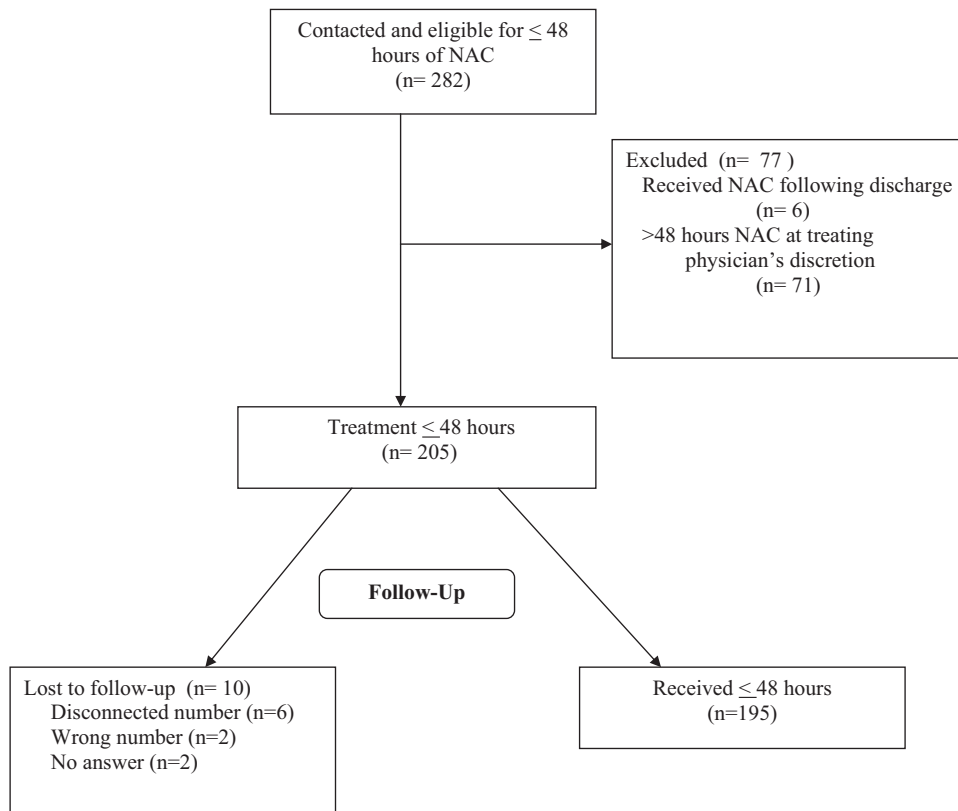 Contacted and eligible for ≤ 48
hours of NAC
(n= 282)
Excluded (n= 77 )
Received NAC following discharge
(n= 6)
>48 hours NAC at treating
physician’s discretion
(n= 71)
Treatment ≤ 48 hours
(n= 205)
Follow-Up
Lost to follow-up (n= 10)
Disconnected number (n=6)
Wrong number (n=2)
No answer (n=2)
Received ≤ 48 hours
(n=195)